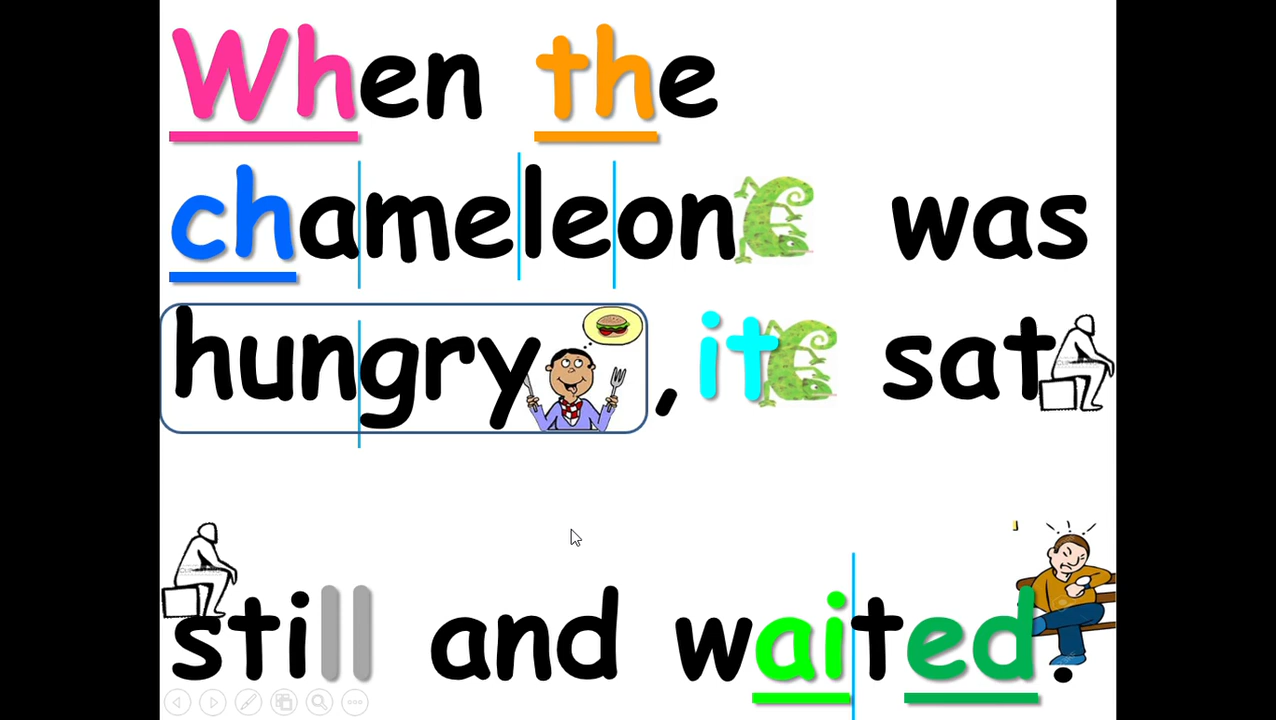 When the
chameleon was
hungry, it sat
still and waited.